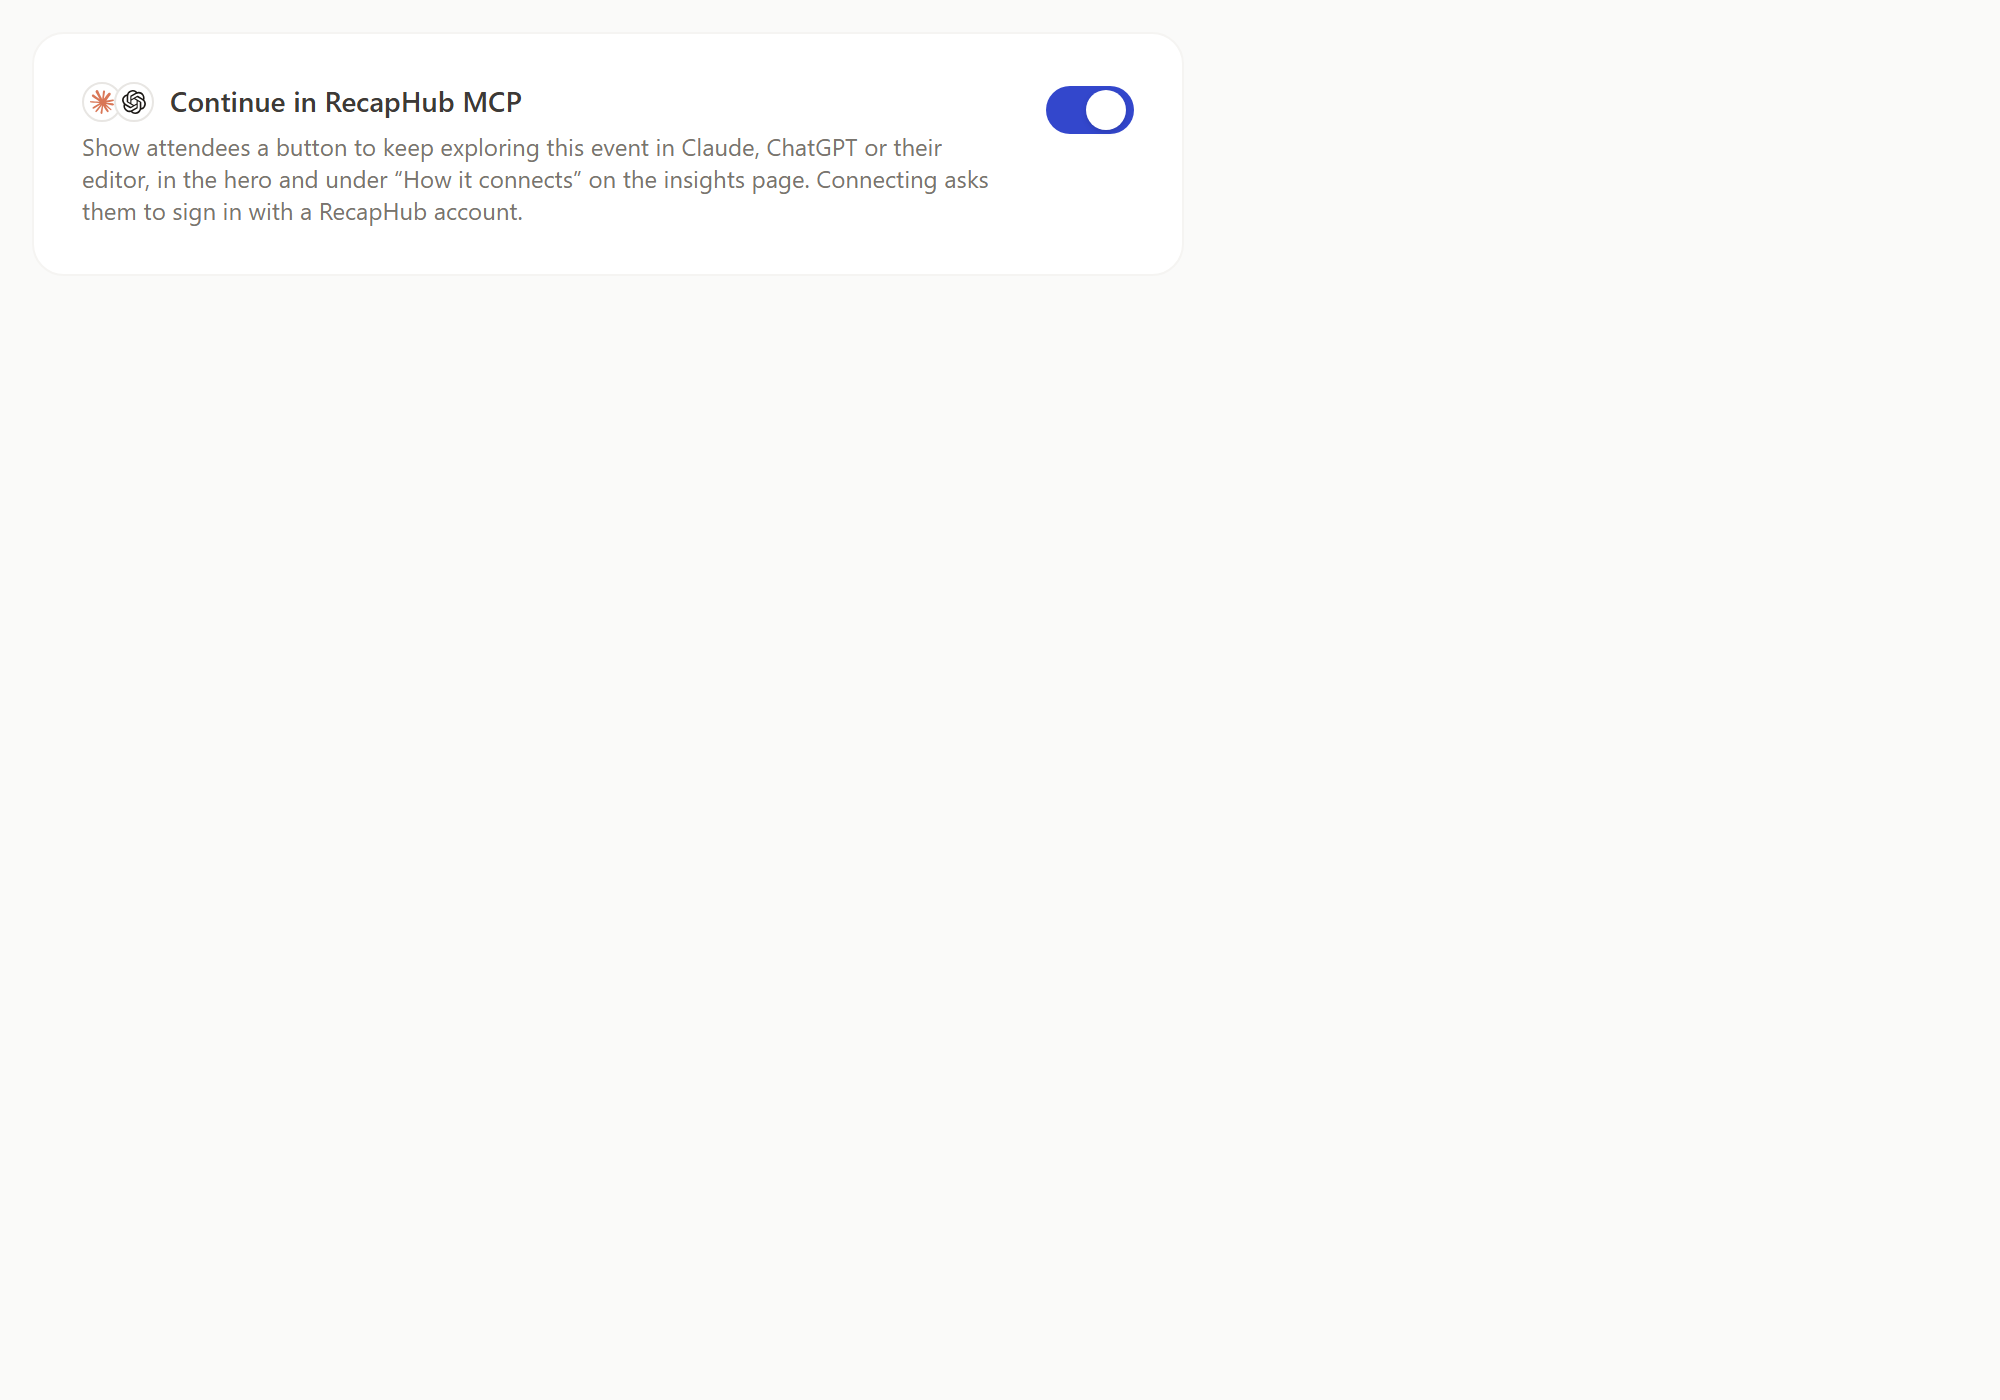 Continue in RecapHub MCP
Show attendees a button to keep exploring this event in Claude, ChatGPT or their
editor, in the hero and under “How it connects” on the insights page. Connecting asks
them to sign in with a RecapHub account.